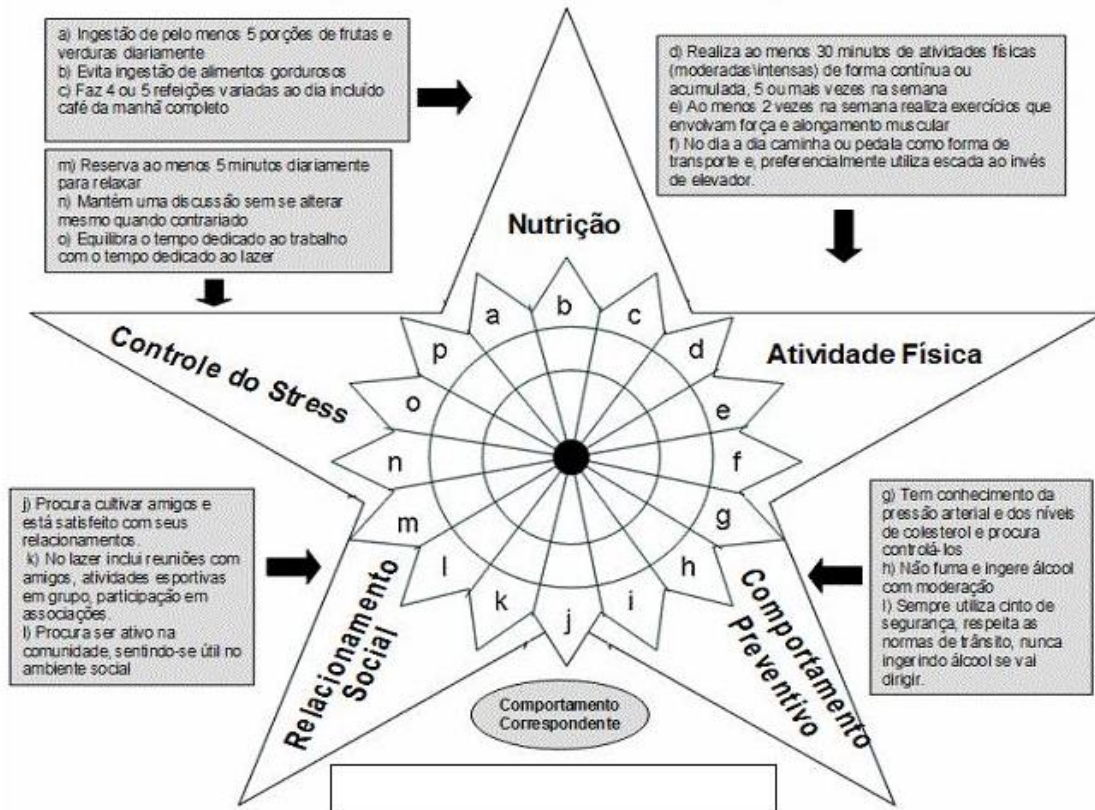 a) Ingestão de pelo menos 5 porções de frutas e
verduras diariamente
b) Evita ingestão de alimentos gordurosos
c) Faz 4 ou 5 refeições variadas ao dia incluído
café da manhã completo
d) Realiza ao menos 30 minutos de atividades físicas
(moderadas\intensas) de forma contínua ou
acumulada, 5 ou mais vezes na semana
e) Ao menos 2 vezes na semana realiza exercícios que
envolvam força e alongamento muscular
f) No dia a dia caminha ou pedala como forma de
transporte e, preferencialmente utiliza escada ao invés
de elevador.
m) Reserva ao menos 5 minutos diariamente
para relaxar
n) Mantém uma discussão sem se alterar
mesmo quando contrariado
o) Equilibra o tempo dedicado ao trabalho
com o tempo dedicado ao lazer
Nutrição
Controle do Stress
Atividade Física
a
b
c
d
e
f
g
h
i
j
k
l
m
n
o
p
j) Procura cultivar amigos e
está satisfeito com seus
relacionamentos.
k) No lazer inclui reuniões com
amigos, atividades esportivas
em grupo, participação em
associações.
l) Procura ser ativo na
comunidade, sentindo-se útil no
ambiente social
g) Tem conhecimento da
pressão arterial e dos níveis
de colesterol e procura
controlá-los
h) Não fuma e ingere álcool
com moderação
I) Sempre utiliza cinto de
segurança, respeita as
normas de trânsito, nunca
ingerindo álcool se vai
dirigir.
Relacionamento
Social
Comportamento
Preventivo
Comportamento
Correspondente